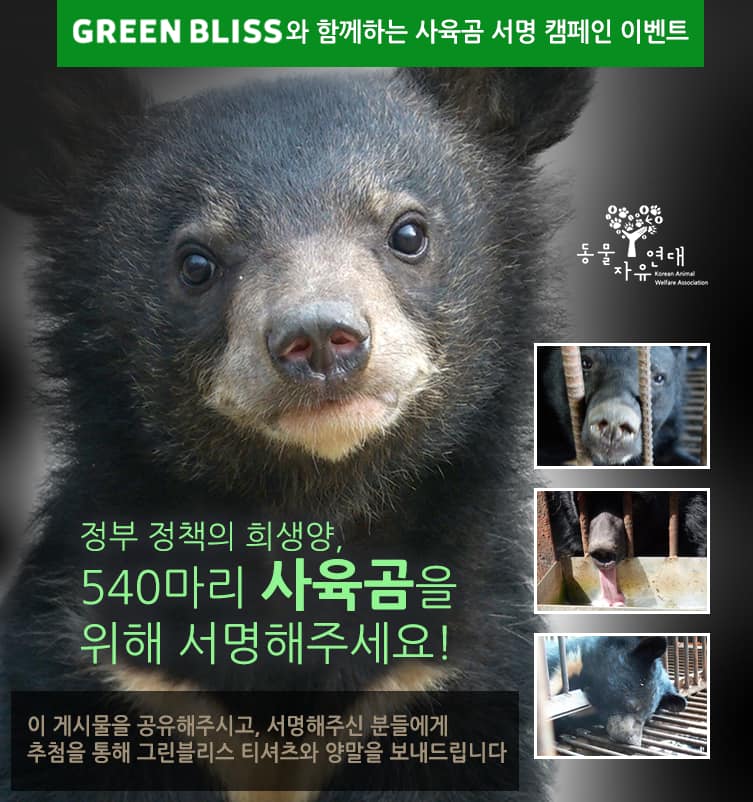 GREEN BLISS와 함께하는 사육곰 서명 캠페인 이벤트
동물자유연대
Korean Animal
Welfare Association
정부 정책의 희생양,
540마리 사육곰을
위해 서명해주세요!
이 게시물을 공유해주시고, 서명해주신 분들에게
추첨을 통해 그린블리스 티셔츠와 양말을 보내드립니다